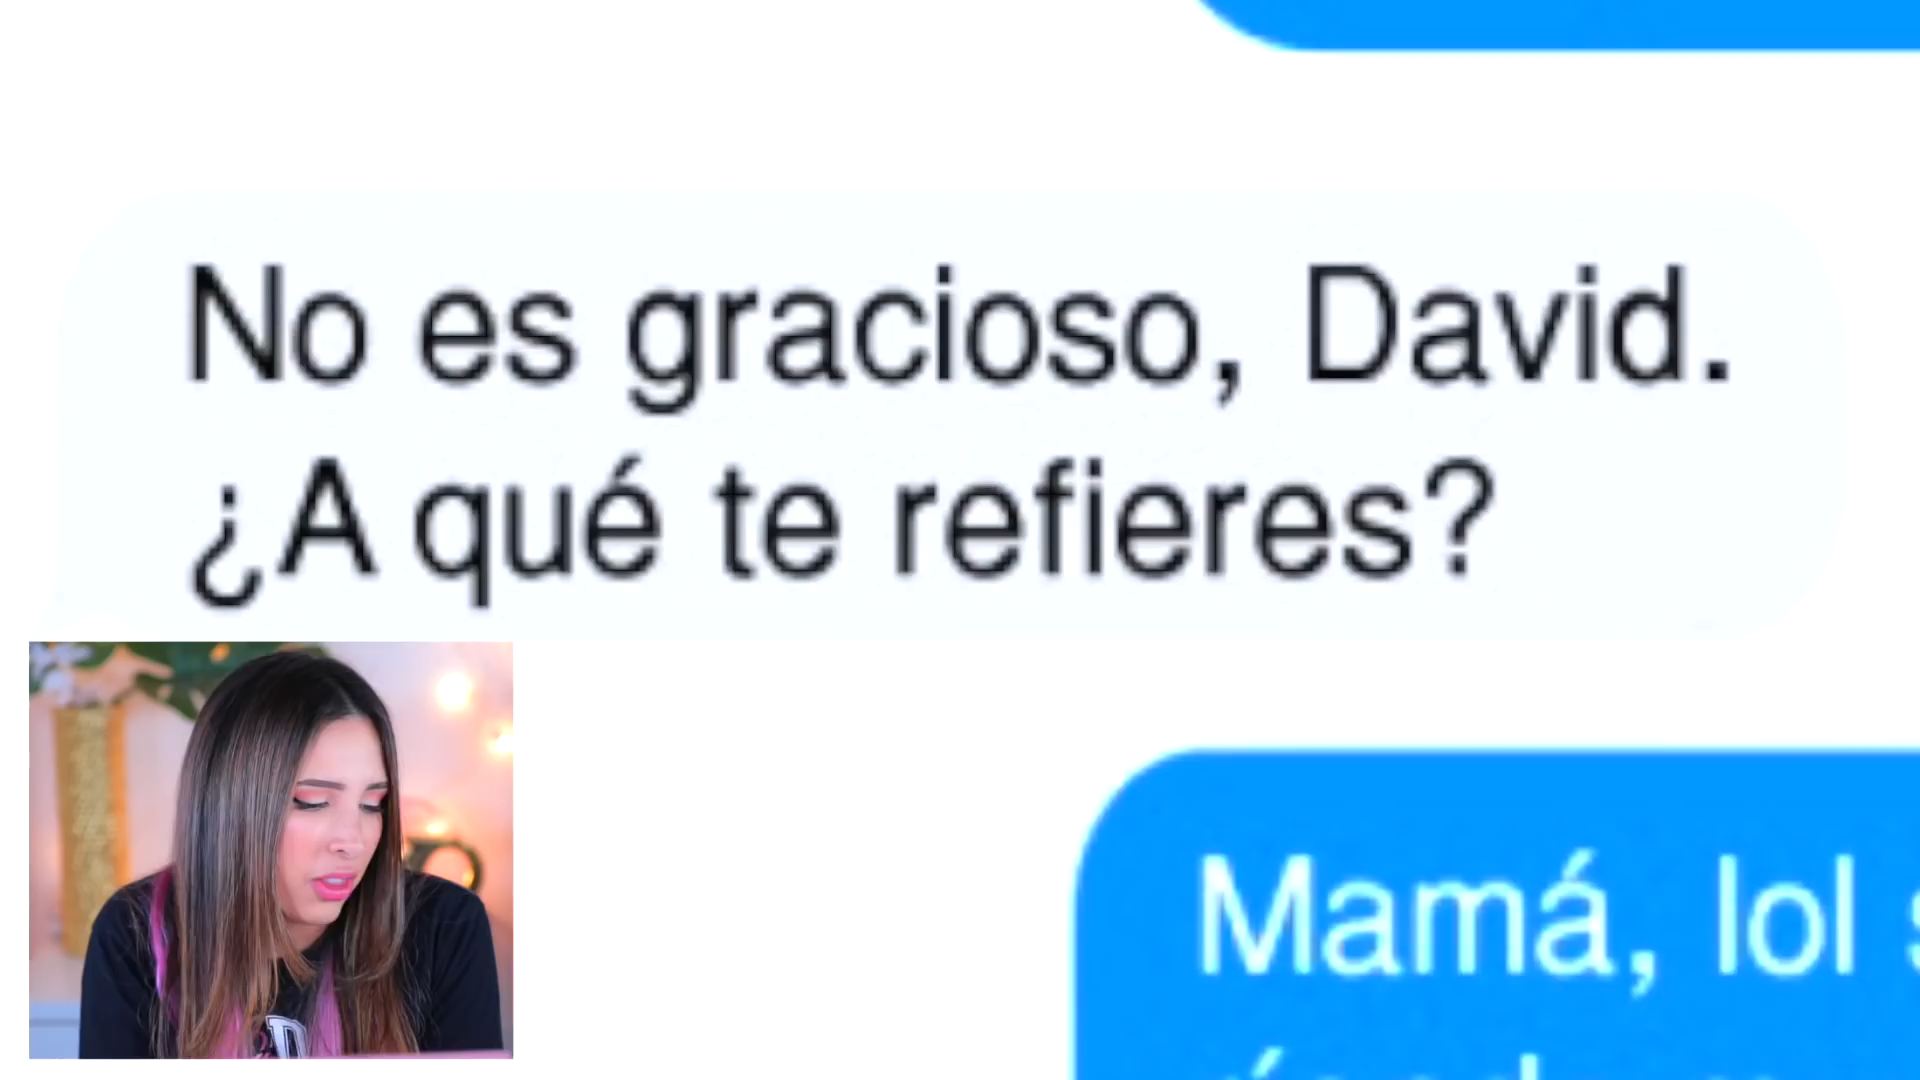 No es gracioso, David.
¿A qué te refieres?
Mamá, lol